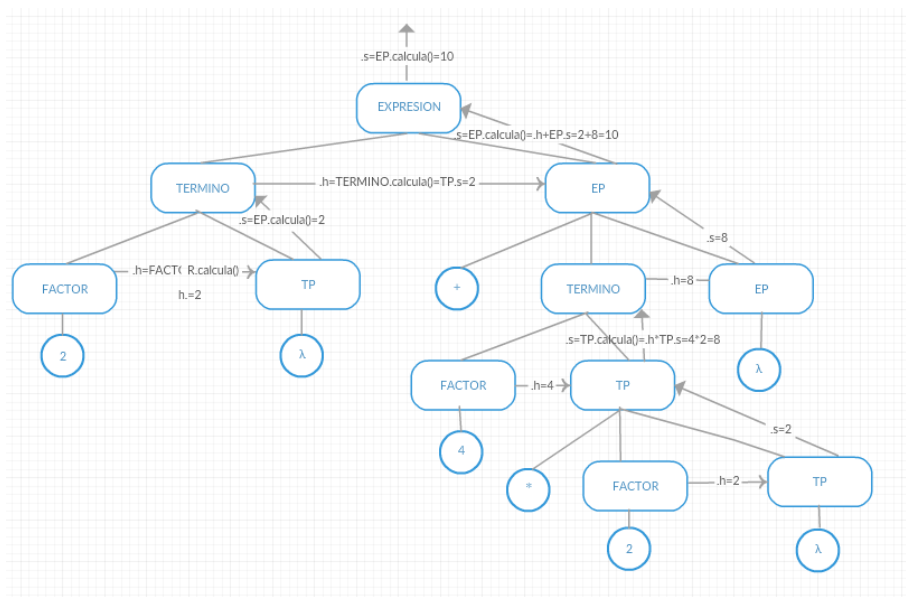 .s=EP.calcula()=10
EXPRESION
.s=EP.calcula()=.h+EP.s=2+8=10
TERMINO
.h=TERMINO.calcula()=TP.s=2
EP
.s=EP.calcula()=2
.s=8
FACTOR
.h=FACTO R.calcula()
h.=2
TP
+
TERMINO
.h=8
EP
2
λ
.s=TP.calcula()=.h*TP.s=4*2=8
λ
FACTOR
.h=4
TP
4
.s=2
*
FACTOR
.h=2
TP
2
λ